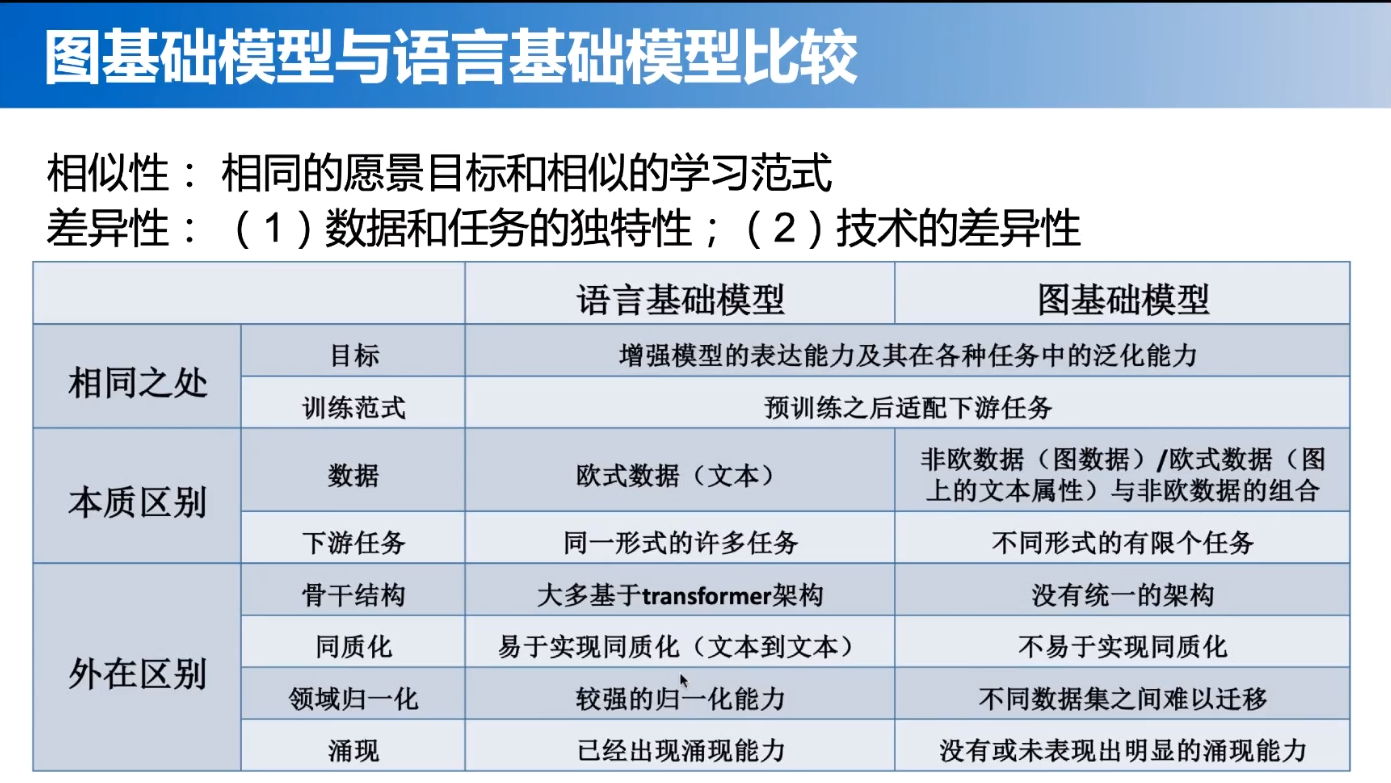 图基础模型与语言基础模型比较
相似性： 相同的愿景目标和相似的学习范式
差异性： （1）数据和任务的独特性；（2）技术的差异性
语言基础模型 图基础模型
相同之处
目标 增强模型的表达能力及其在各种任务中的泛化能力
训练范式 预训练之后适配下游任务
本质区别
数据 欧式数据（文本） 非欧数据（图数据）/欧式数据（图
上的文本属性）与非欧数据的组合
下游任务 同一形式的许多任务 不同形式的有限个任务
外在区别
骨干结构 大多基于transformer架构 没有统一的架构
同质化 易于实现同质化（文本到文本） 不易于实现同质化
领域归一化 较强的归一化能力 不同数据集之间难以迁移
涌现 已经出现涌现能力 没有或未表现出明显的涌现能力